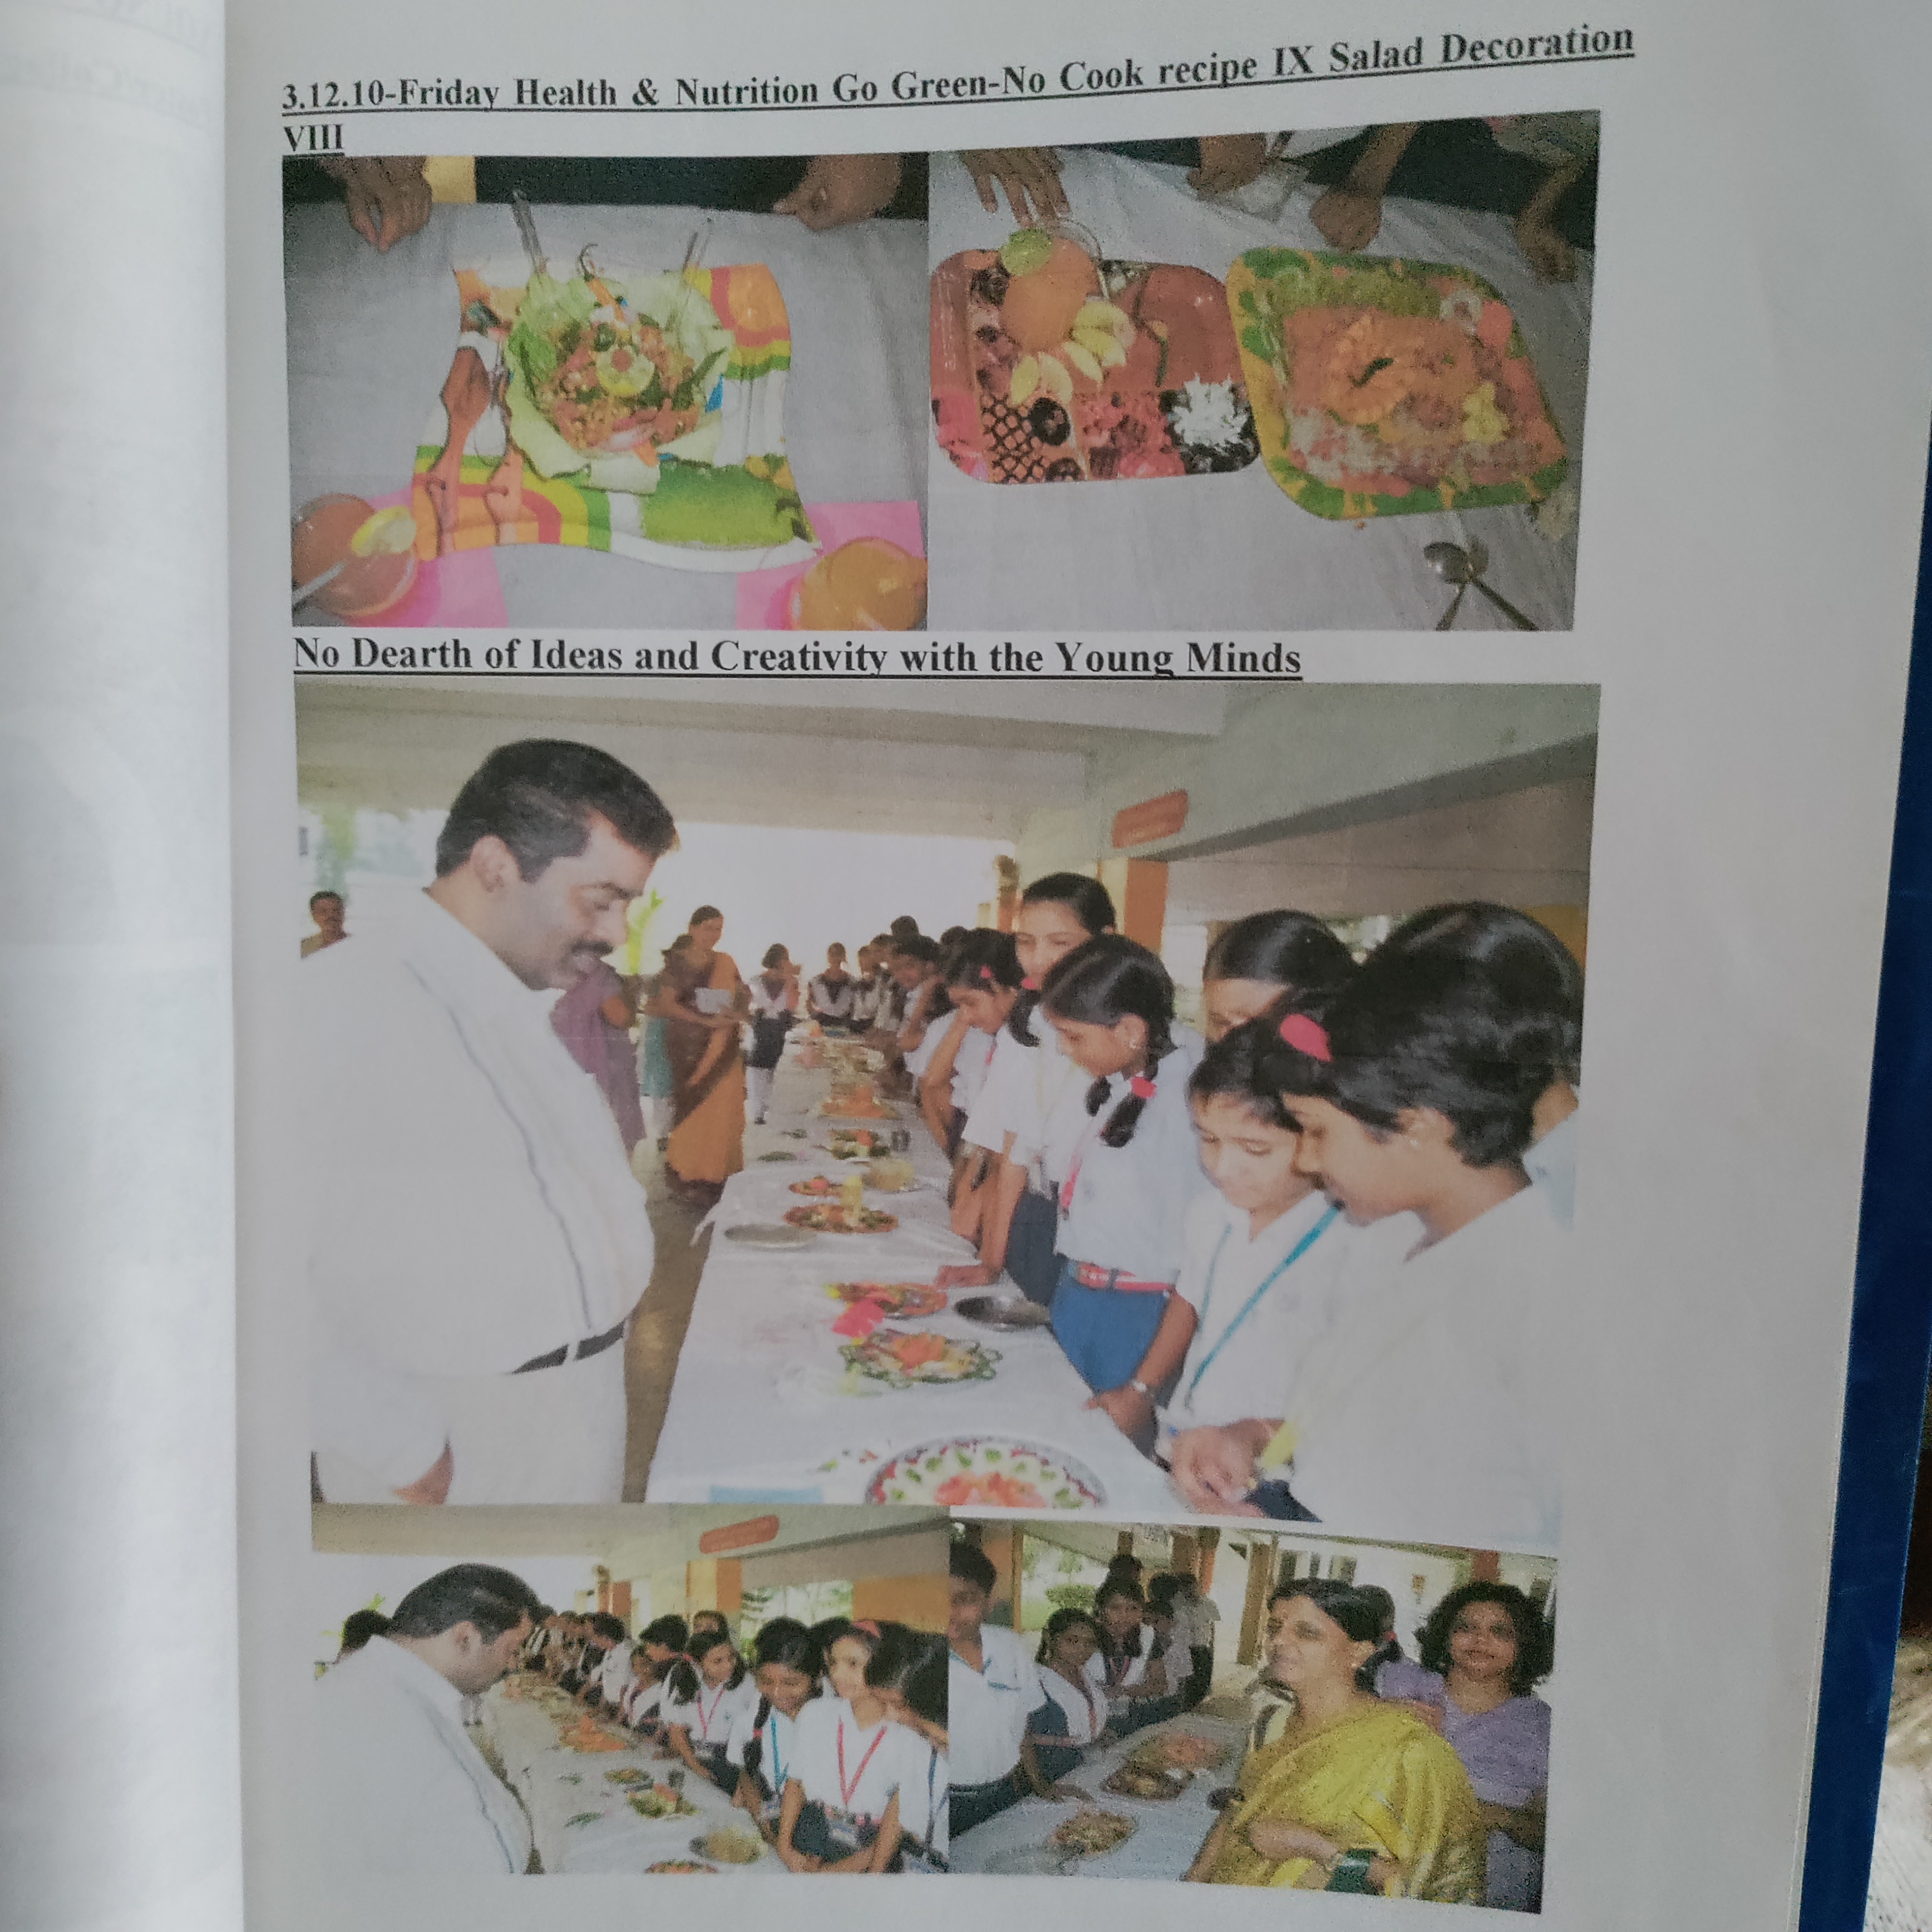 3.12.10-Friday Health & Nutrition Go Green-No Cook recipe IX Salad Decoration
VIII
No Dearth of Ideas and Creativity with the Young Minds